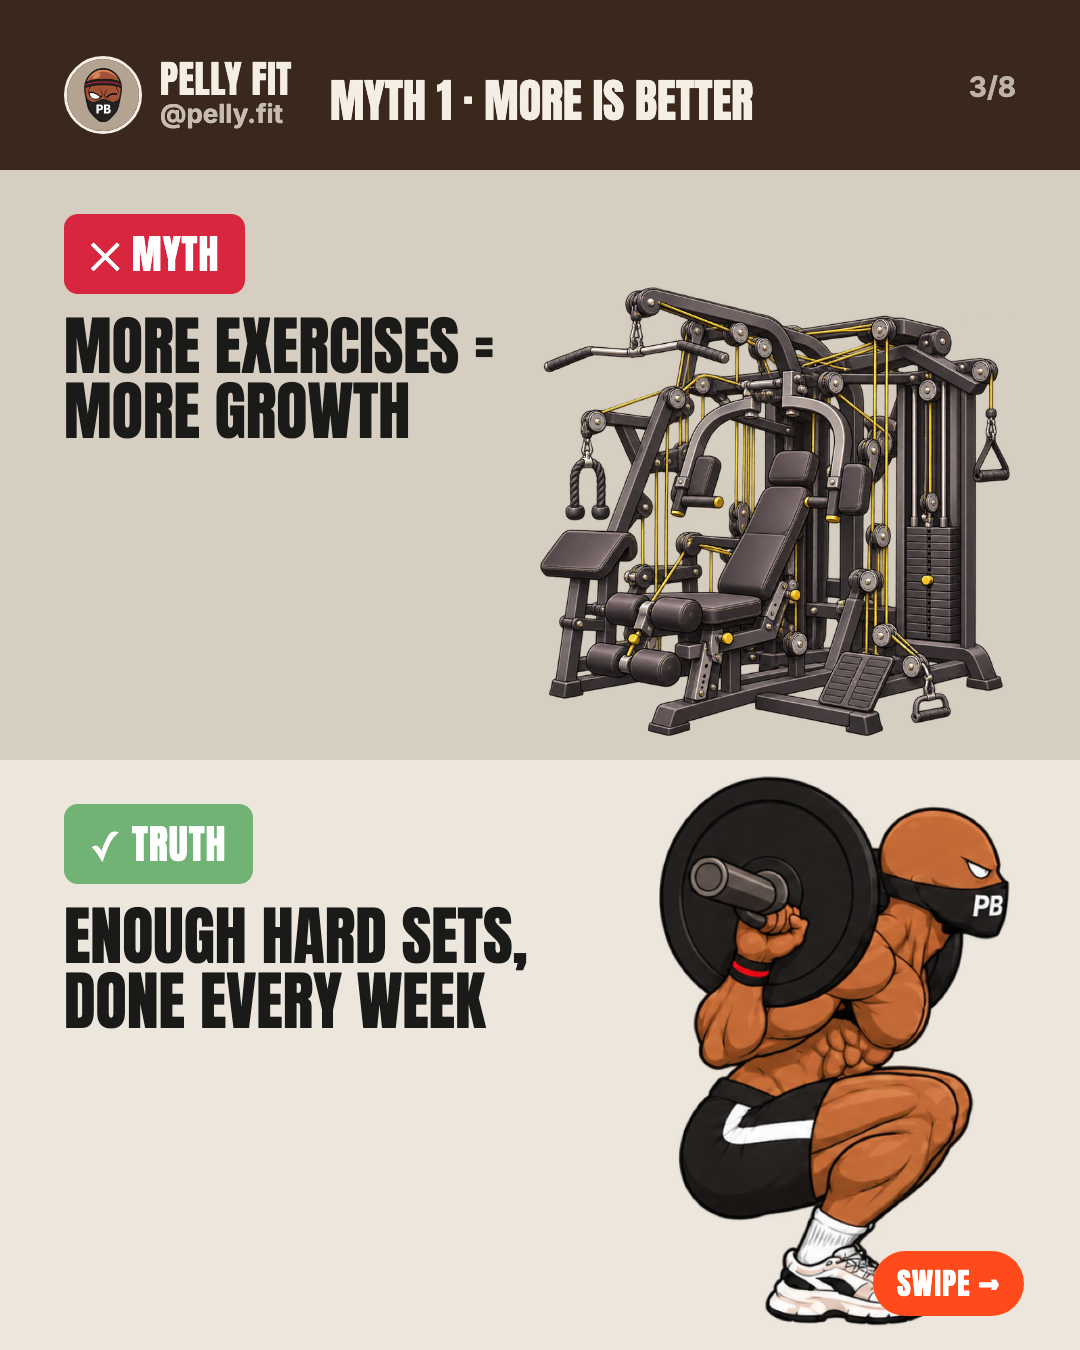 PELLY FIT
@pelly.fit
MYTH 1 · MORE IS BETTER
3/8
× MYTH
MORE EXERCISES =
MORE GROWTH
✓ TRUTH
ENOUGH HARD SETS,
DONE EVERY WEEK
PB
PB
SWIPE →